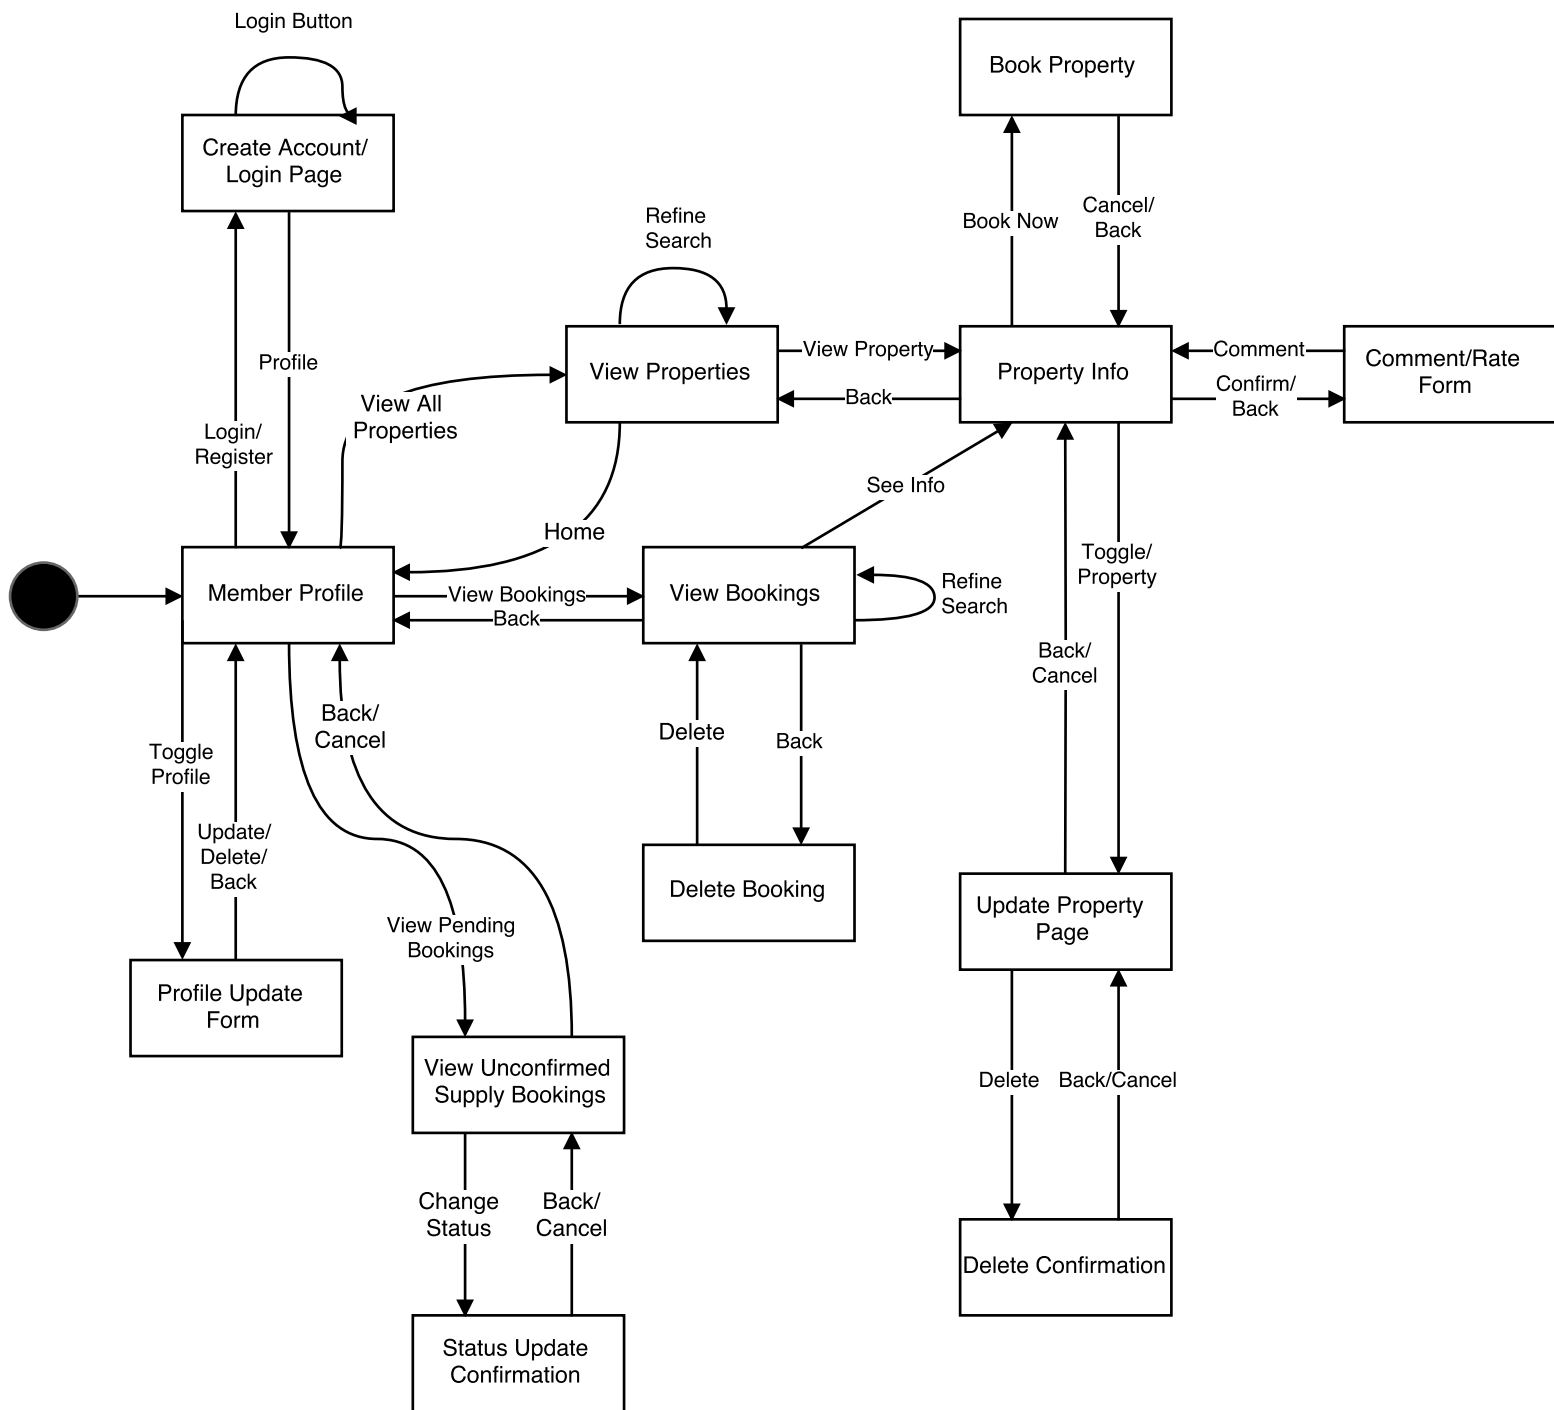 Login Button
Book Property
Create Account/
Login Page
Refine
Search
Book Now
Cancel/
Back
Profile
View All
Properties
Login/
Register
View Properties
View Property
Back
Property Info
Comment
Confirm/
Back
Comment/Rate
Form
See Info
Home
Member Profile
View Bookings
Back
View Bookings
Refine
Search
Toggle/
Property
Back/
Cancel
Toggle
Profile
Back/
Cancel
Delete
Back
Update/
Delete/
Back
View Pending
Bookings
Delete Booking
Update Property
Page
Profile Update
Form
View Unconfirmed
Supply Bookings
Delete
Back/Cancel
Change
Status
Back/
Cancel
Delete Confirmation
Status Update
Confirmation